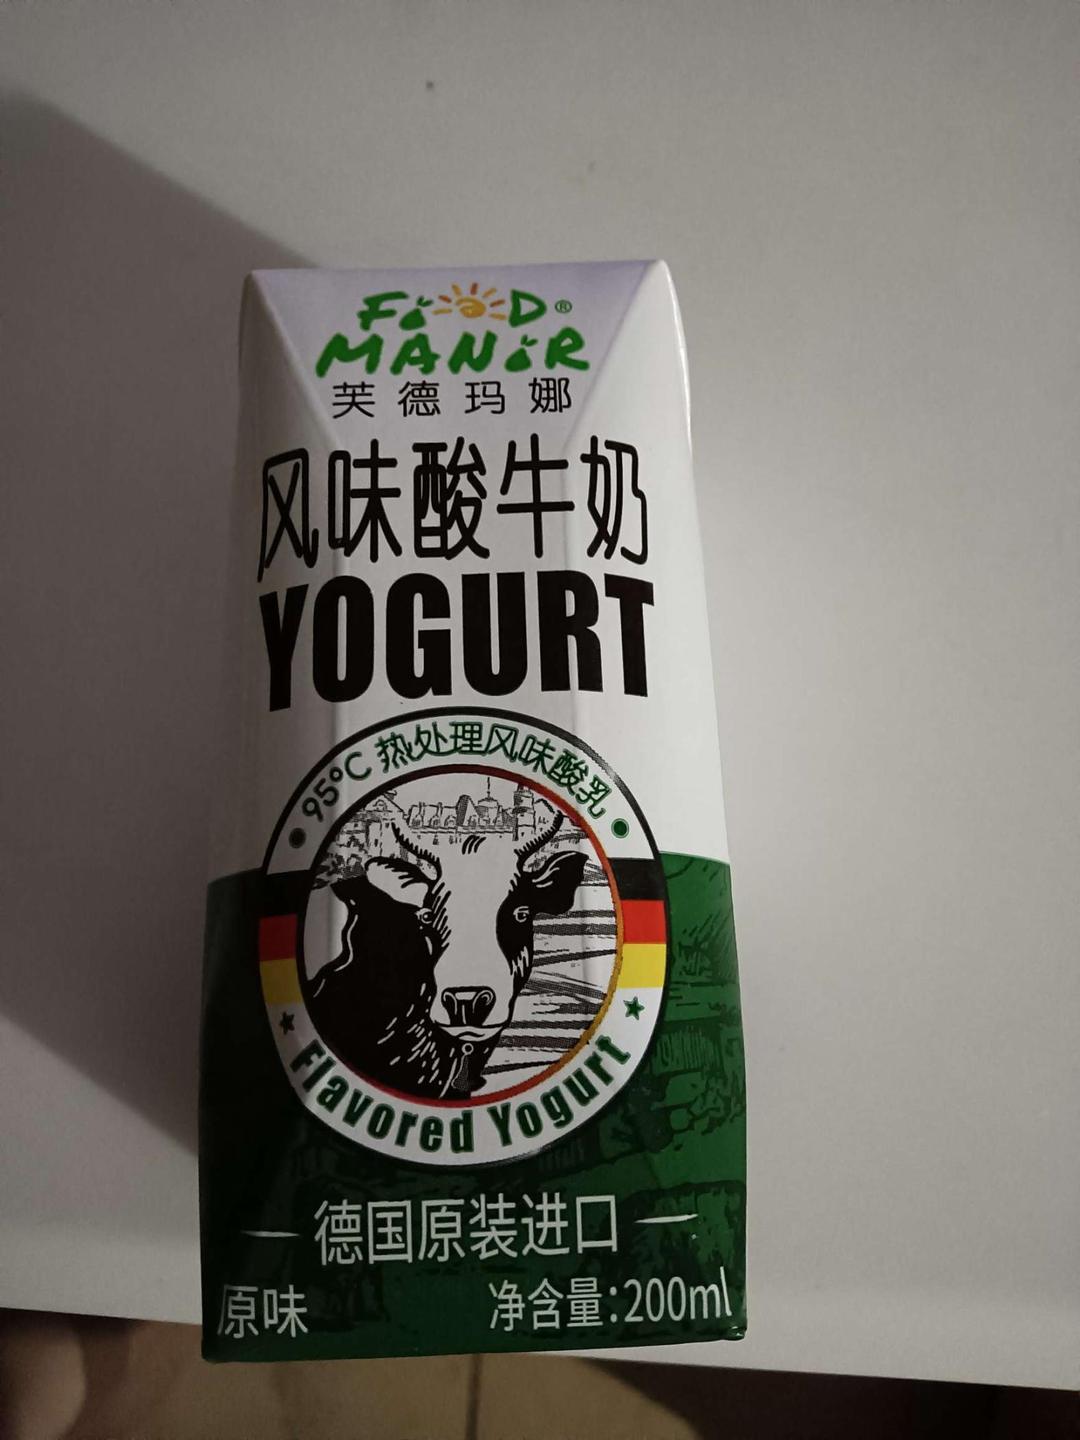 FOOD®
MANOR
芙德玛娜
风味酸牛奶
YOGURT
95°C 热处理风味酸乳
Flavored Yogurt
德国原装进口
原味 净含量:200ml